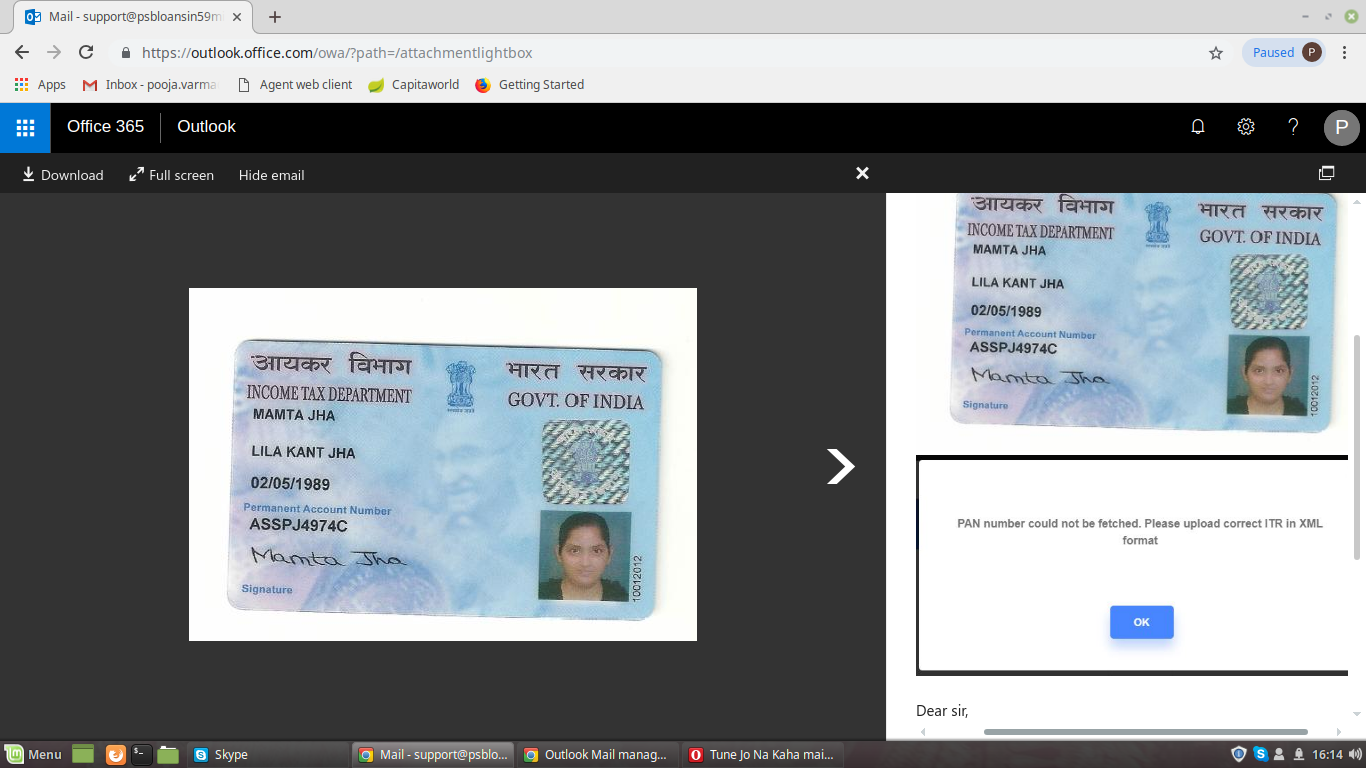 Mail - support@psbloansin59m
https://outlook.office.com/owa/?path=/attachmentlightbox
Paused P
Apps
Inbox - pooja.varma
Agent web client
Capitaworld
Getting Started
Office 365
Outlook
P
Download
Full screen
Hide email
आयकर विभाग
भारत सरकार
INCOME TAX DEPARTMENT
GOVT. OF INDIA
MAMTA JHA
LILA KANT JHA
02/05/1989
Permanent Account Number
ASSPJ4974C
Mamta Jha
Signature
10012012
आयकर विभाग
भारत सरकार
INCOME TAX DEPARTMENT
GOVT. OF INDIA
MAMTA JHA
LILA KANT JHA
02/05/1989
Permanent Account Number
ASSPJ4974C
Mamta Jha
Signature
10012012
PAN number could not be fetched. Please upload correct ITR in XML
format
OK
Dear sir,
Menu
Skype
Mail - support@psblo...
Outlook Mail manag...
Tune Jo Na Kaha mai...
16:14